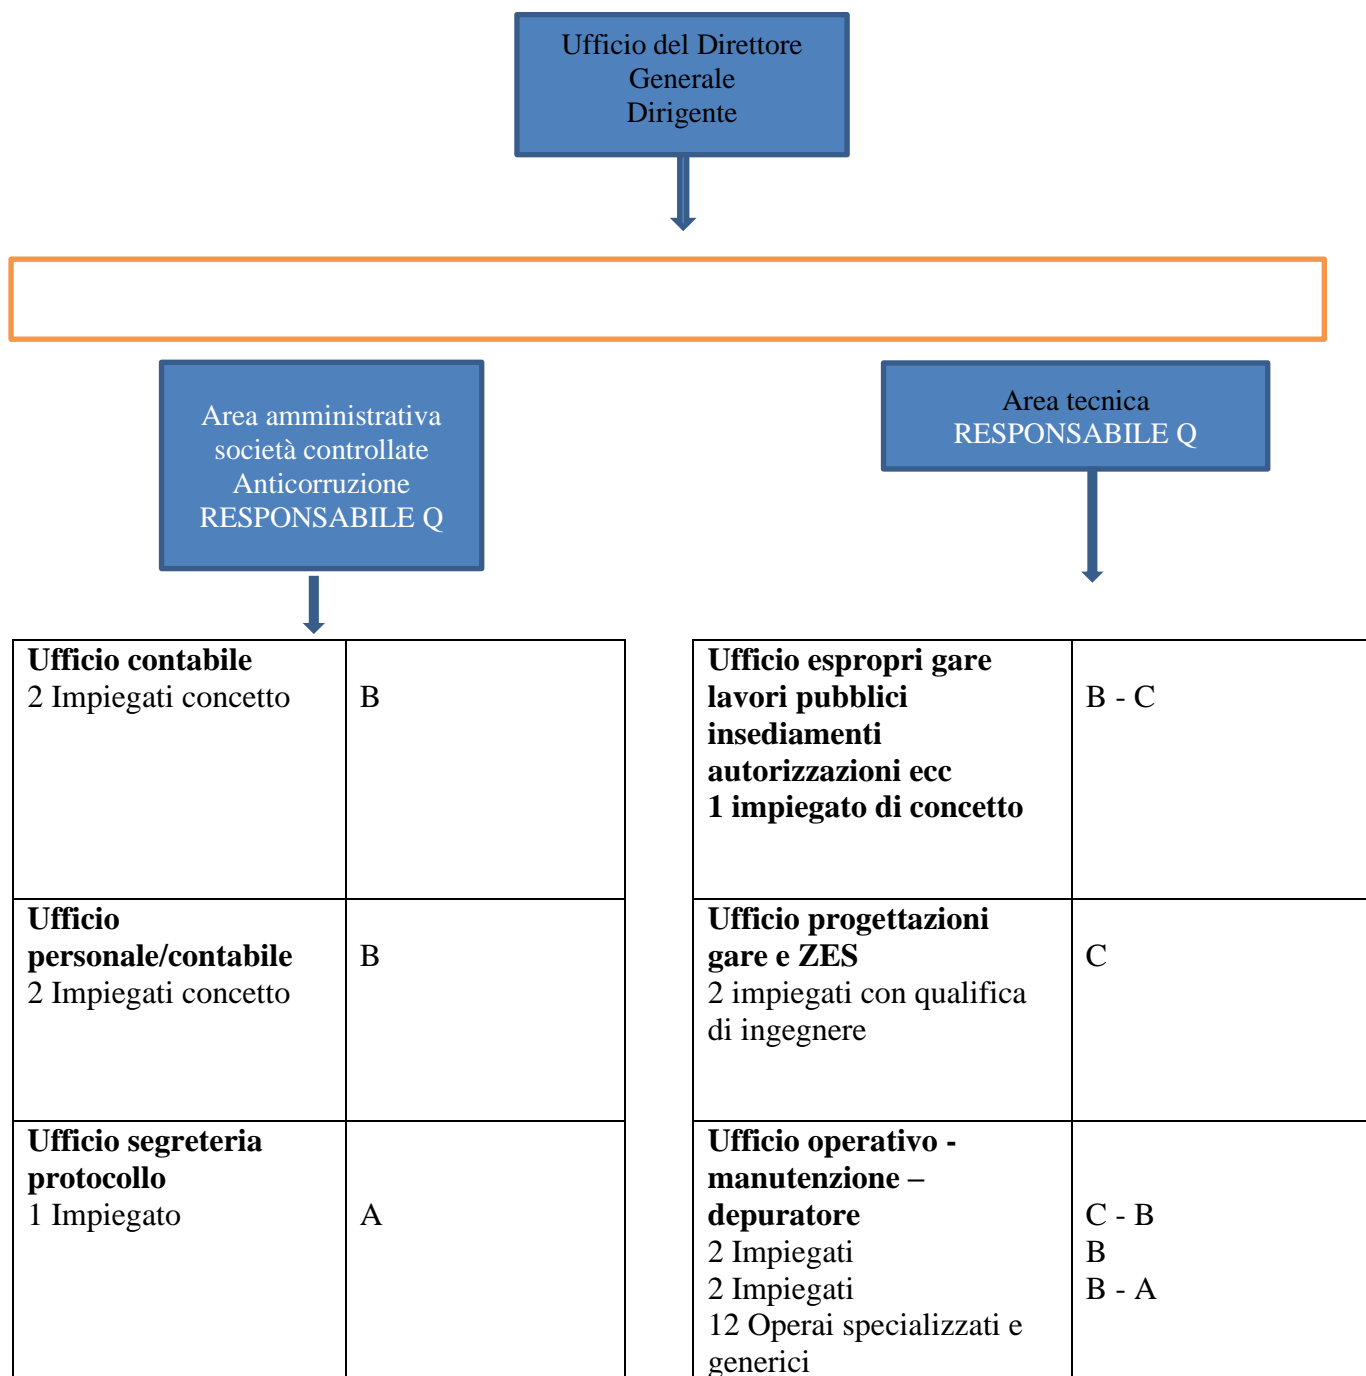 Ufficio del Direttore
Generale
Dirigente
Area amministrativa
società controllate
Anticorruzione
RESPONSABILE Q
Area tecnica
RESPONSABILE Q
Ufficio contabile
2 Impiegati concetto
B
Ufficio
personale/contabile
2 Impiegati concetto
B
Ufficio segreteria
protocollo
1 Impiegato
A
Ufficio espropri gare
lavori pubblici
insediamenti
autorizzazioni ecc
1 impiegato di concetto
B - C
Ufficio progettazioni
gare e ZES
2 impiegati con qualifica
di ingegnere
C
Ufficio operativo -
manutenzione –
depuratore
2 Impiegati
2 Impiegati
12 Operai specializzati e
generici
C - B
B
B - A